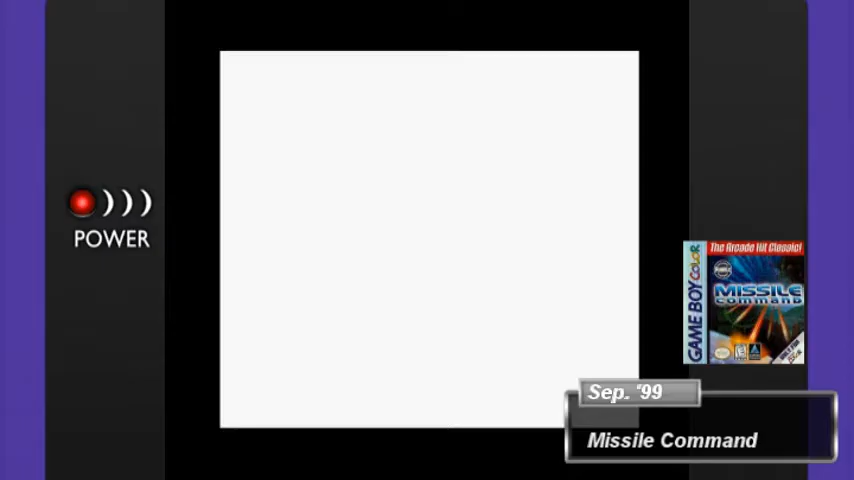 POWER
The Arcade Hit Classic!
GAME BOY COLOR
MISSILE
COMMAND
Sep. '99
Missile Command